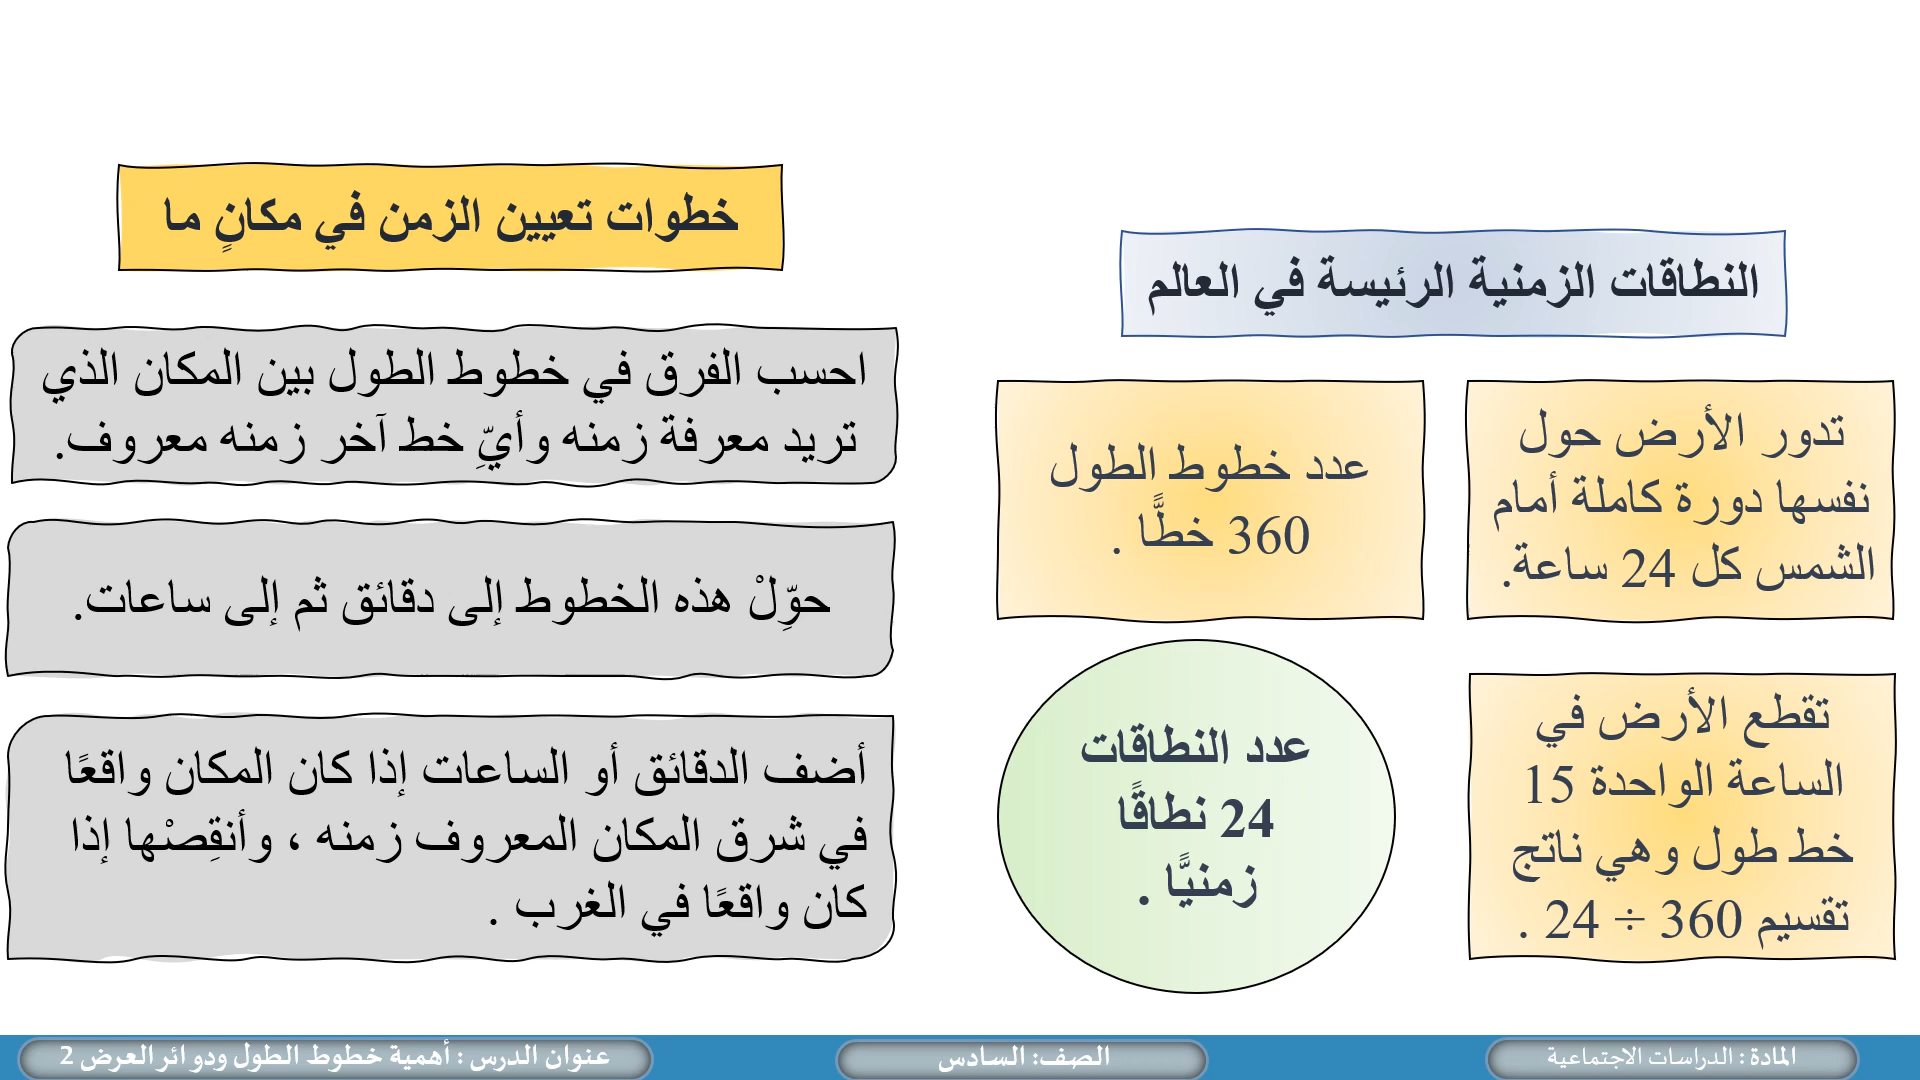 النطاقات الزمنية الرئيسة في العالم
تدور الأرض حول
نفسها دورة كاملة أمام
الشمس كل 24 ساعة.
عدد خطوط الطول
360 خطًّا .
تقطع الأرض في
الساعة الواحدة 15
خط طول وهي ناتج
تقسيم 360 ÷ 24 .
عدد النطاقات
24 نطاقًا
زمنيًّا .
خطوات تعيين الزمن في مكانٍ ما
احسب الفرق في خطوط الطول بين المكان الذي
تريد معرفة زمنه وأيِّ خط آخر زمنه معروف.
حوِّلْ هذه الخطوط إلى دقائق ثم إلى ساعات.
أضف الدقائق أو الساعات إذا كان المكان واقعًا
في شرق المكان المعروف زمنه ، وأنقِصْها إذا
كان واقعًا في الغرب .
المادة : الدراسات الاجتماعية
الصف: السادس
عنوان الدرس : أهمية خطوط الطول ودوائر العرض 2